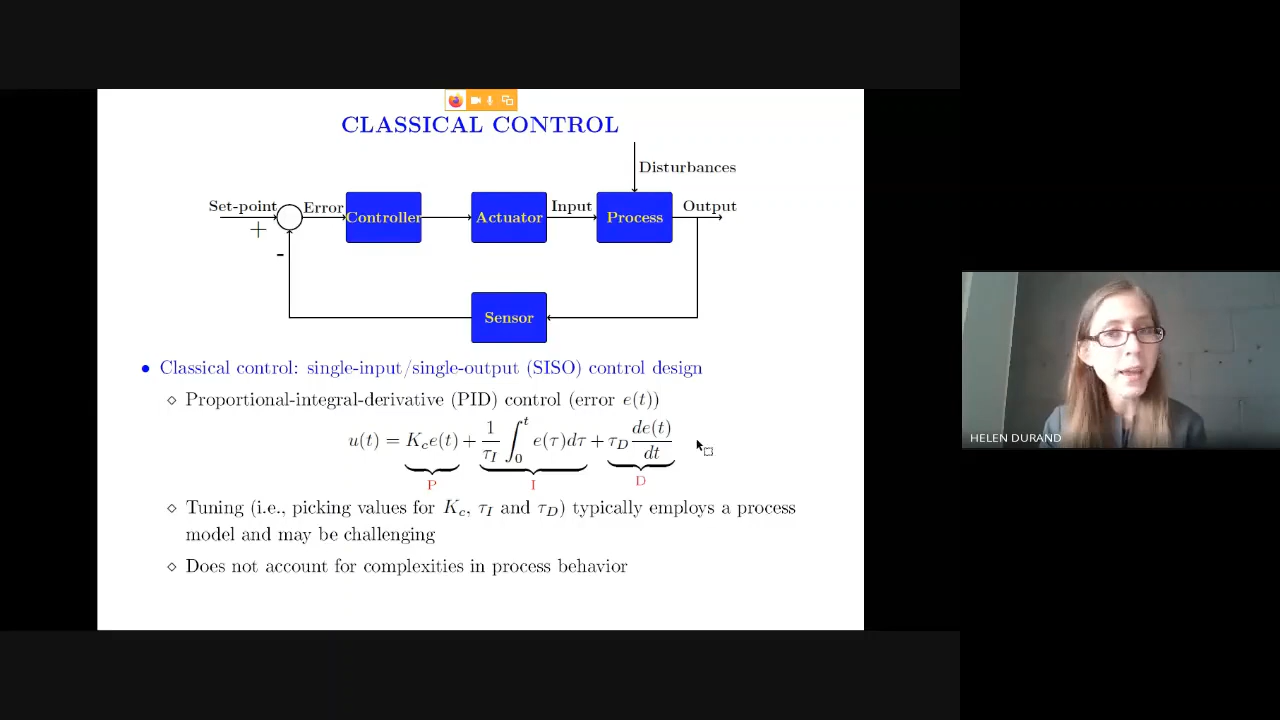 CLASSICAL CONTROL
Disturbances
Set-point
Error
Input
Output
+
Controller
Actuator
Process
-
Sensor
• Classical control: single-input/single-output (SISO) control design
⋄ Proportional-integral-derivative (PID) control (error e(t))
u(t) = K_c e(t) + \frac{1}{τ_I} ∫_0^t e(τ)dτ + τ_D \frac{de(t)}{dt}
P
I
D
⋄ Tuning (i.e., picking values for K_c, τ_I and τ_D) typically employs a process
model and may be challenging
⋄ Does not account for complexities in process behavior
HELEN DURAND